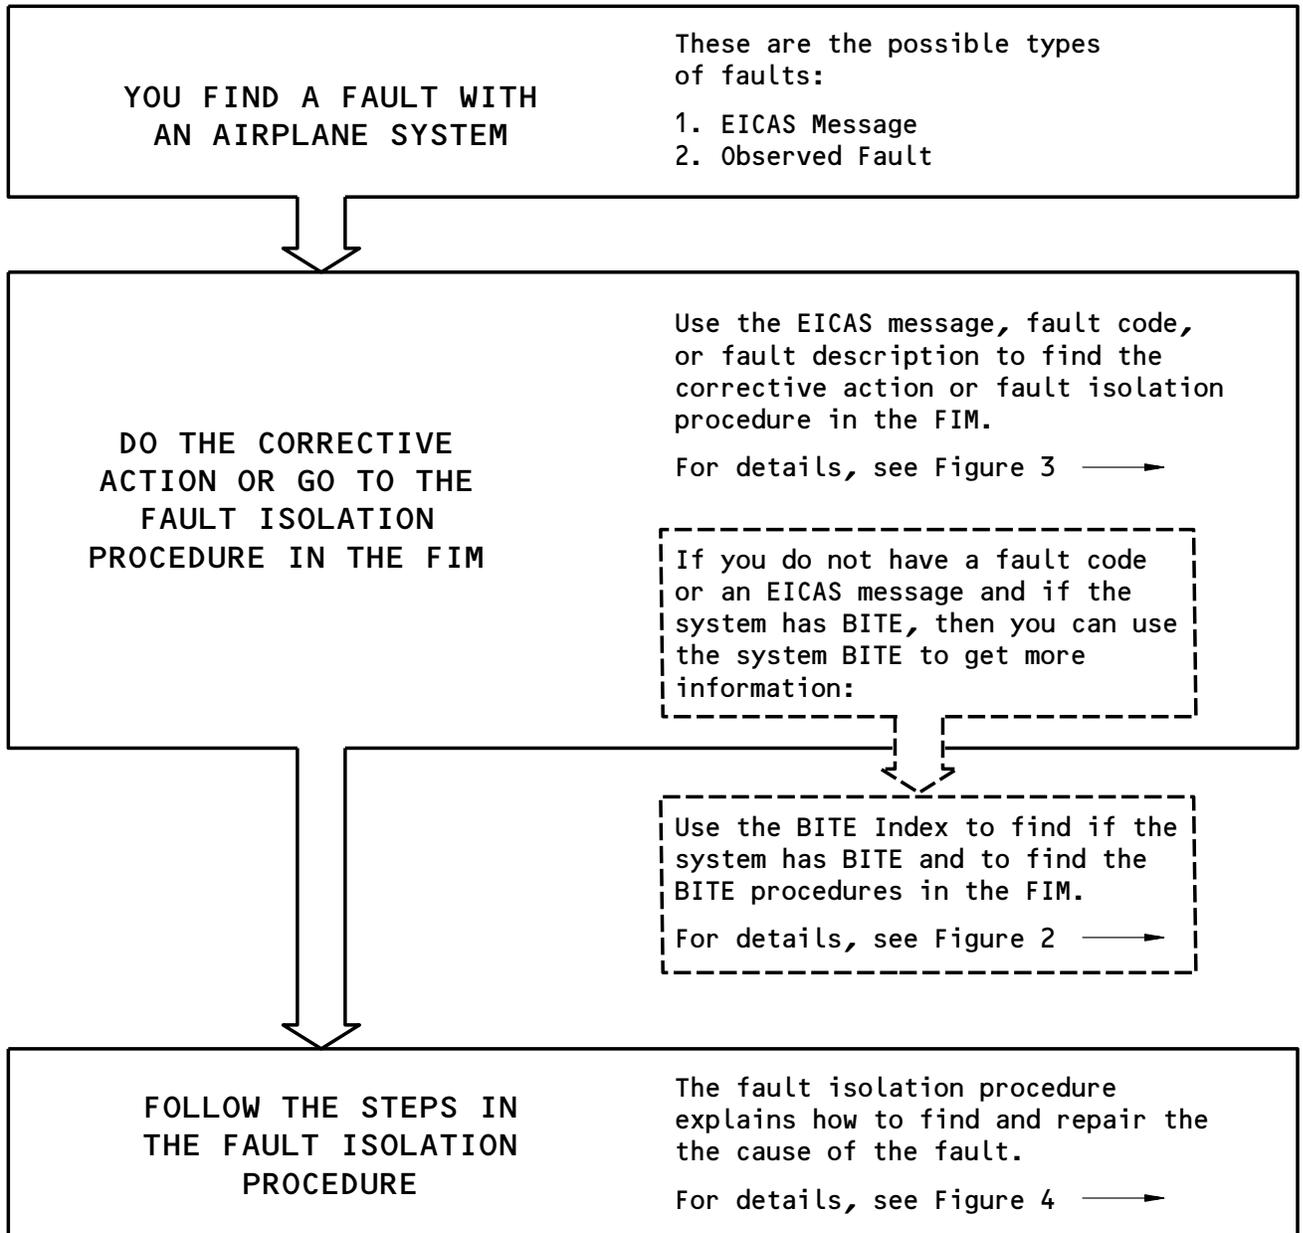 YOU FIND A FAULT WITH
AN AIRPLANE SYSTEM
These are the possible types
of faults:
1. EICAS Message
2. Observed Fault
DO THE CORRECTIVE
ACTION OR GO TO THE
FAULT ISOLATION
PROCEDURE IN THE FIM
Use the EICAS message, fault code,
or fault description to find the
corrective action or fault isolation
procedure in the FIM.
For details, see Figure 3
If you do not have a fault code
or an EICAS message and if the
system has BITE, then you can use
the system BITE to get more
information:
Use the BITE Index to find if the
system has BITE and to find the
BITE procedures in the FIM.
For details, see Figure 2
FOLLOW THE STEPS IN
THE FAULT ISOLATION
PROCEDURE
The fault isolation procedure
explains how to find and repair the
the cause of the fault.
For details, see Figure 4